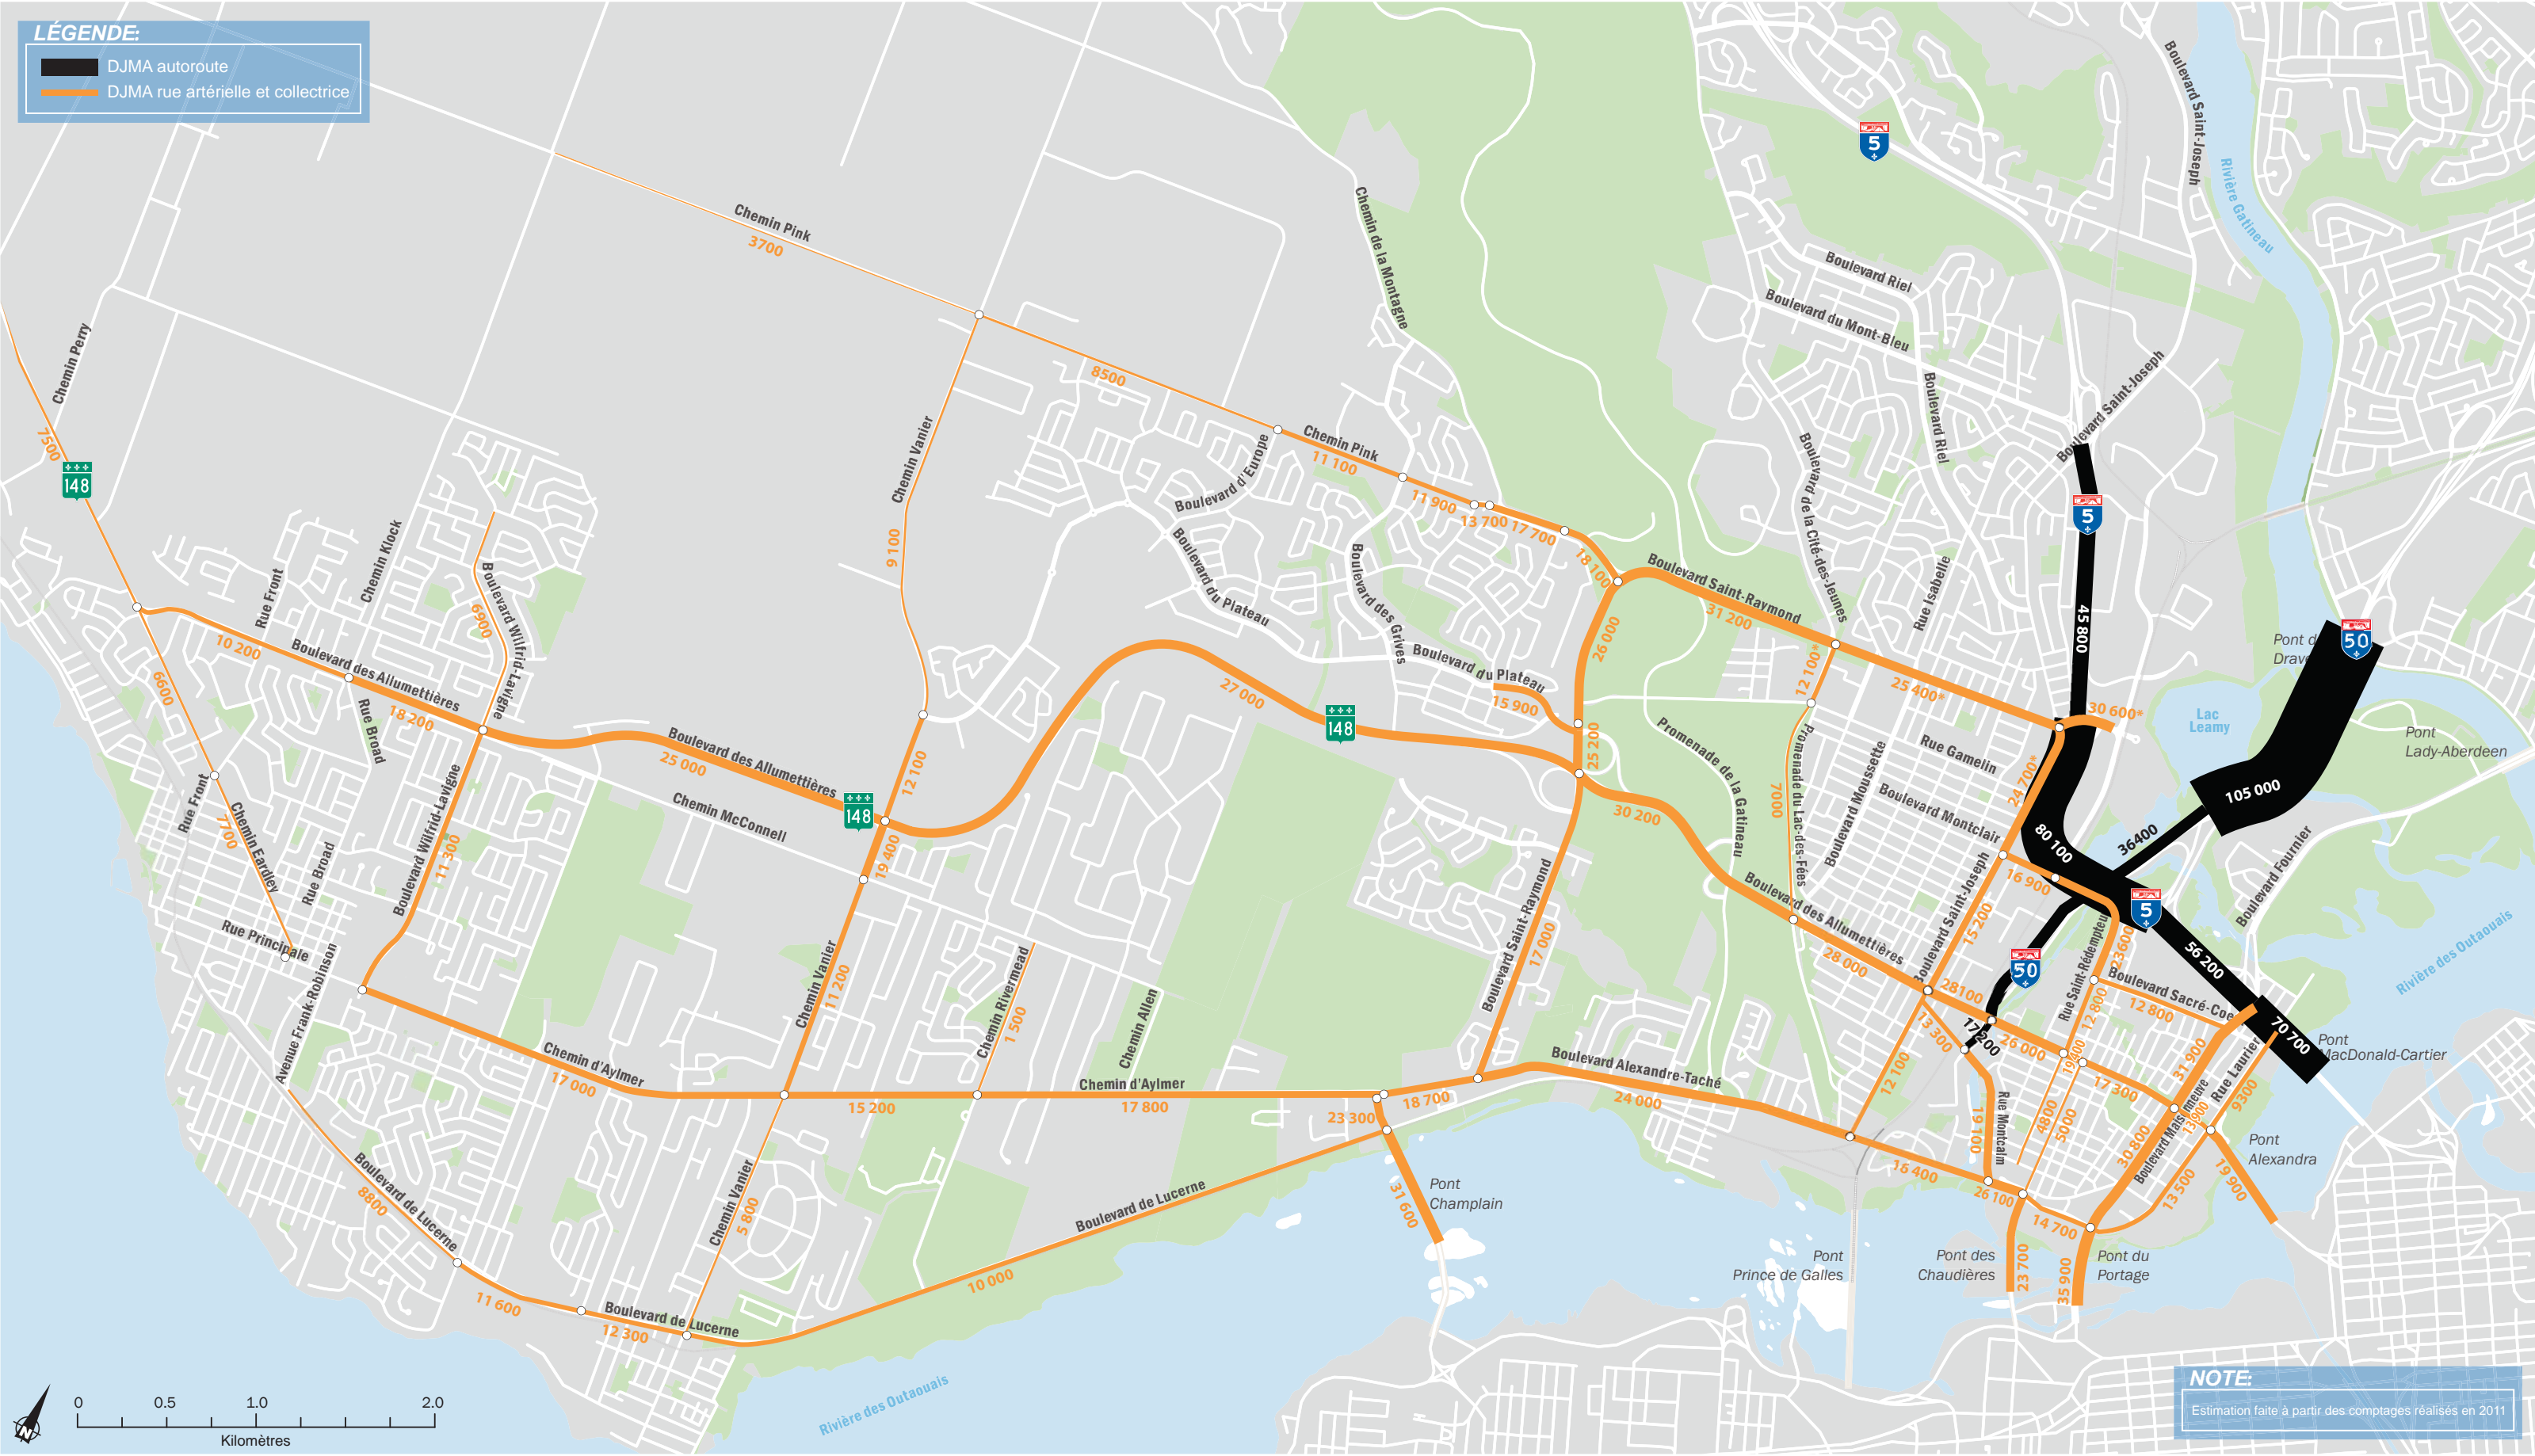 LÉGENDE:
DJMA autoroute
DJMA rue artérielle et collectrice
Chemin Pink
3700
Chemin Perry
7500
148
Chemin Vanier
9 100
8500
Chemin Pink
11 100
11 900
13 700
17 700
18 100
Chemin de la Montagne
Boulevard d'Europe
Boulevard du Plateau
Boulevard des Grives
Boulevard du Plateau
15 900
26 000
25 200
Boulevard Saint-Raymond
31 200
12 100*
25 400*
30 600*
24 700*
5
Boulevard Saint-Joseph
Rivière Gatineau
Boulevard Riel
Boulevard du Mont-Bleu
Boulevard Riel
Boulevard Saint-Joseph
Boulevard de la Cité-des-Jeunes
Rue Isabelle
5
45 800
50
Pont d
Drave
Lac
Leamy
Pont
Lady-Aberdeen
105 000
36400
80 100
Rue Gamelin
Boulevard Montclair
Boulevard Moussette
Promenade du Lac-des-Fées
7000
Promenade de la Gatineau
30 200
Boulevard des Allumettières
28 000
28100
26 000
17 300
Boulevard Saint-Joseph
15 200
16 900
23600
5
50
56 200
70 700
17 200
Boulevard Fournier
Rivière des Outaouais
Rue Saint-Rédempteur
12 800
Boulevard Sacré-Coe
12 800
19 400
4800
5000
31 900
Rue Laurier
9300
Boulevard Maisonneuve
13 900
30 800
13 500
19 900
Pont
MacDonald-Cartier
Pont
Alexandra
13 300
12 100
19 100
Rue Montcalm
16 400
26 100
14 700
23 700
35 900
Pont du
Portage
Pont des
Chaudières
Pont
Prince de Galles
Rue Front
Chemin Klock
6900
Boulevard Wilfrid-Lavigne
10 200
Boulevard des Allumettières
18 200
Rue Broad
6600
Rue Front
7700
Chemin Eardley
Rue Broad
Boulevard Wilfrid-Lavigne
11 300
Rue Principale
Avenue Frank-Robinson
Boulevard des Allumettières
25 000
148
Chemin McConnell
12 100
19 400
27 000
148
Chemin Vanier
11 200
Chemin Rivermead
1 500
Chemin Allen
Boulevard Saint-Raymond
17 000
Chemin d'Aylmer
17 000
15 200
Chemin d'Aylmer
17 800
23 300
18 700
Boulevard Alexandre-Taché
24 000
31 600
Pont
Champlain
Boulevard de Lucerne
8800
11 600
Boulevard de Lucerne
12 300
Chemin Vanier
5 800
Boulevard de Lucerne
10 000
Rivière des Outaouais
N
0
0.5
1.0
2.0
Kilomètres
NOTE:
Estimation faite à partir des comptages réalisés en 2011